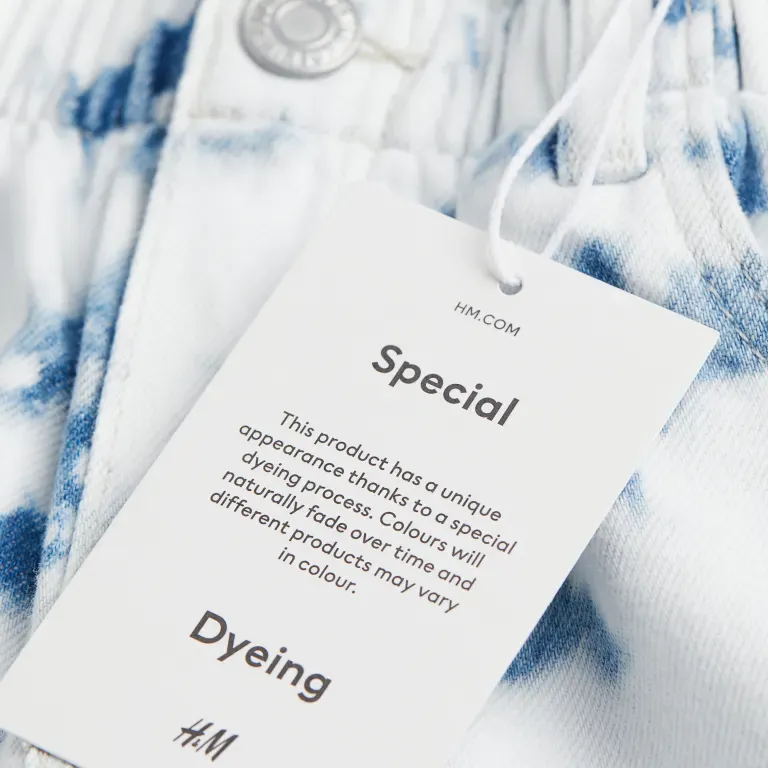 HM.COM
Special
This product has a unique
appearance thanks to a special
dyeing process. Colours will
naturally fade over time and
different products may vary
in colour.
Dyeing
H&M